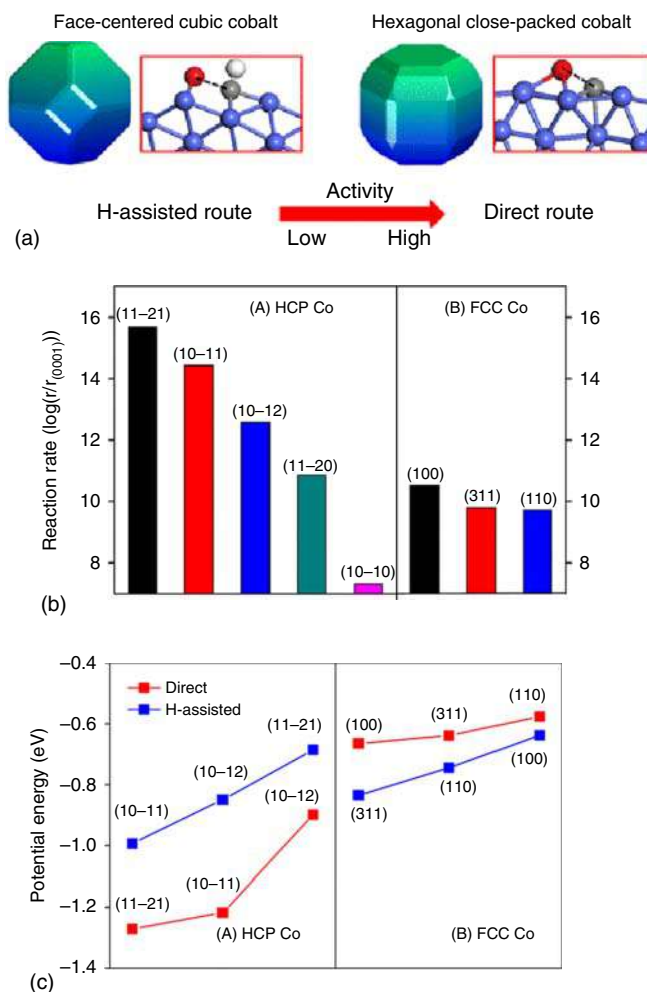 Face-centered cubic cobalt
Hexagonal close-packed cobalt
Activity
H-assisted route
Direct route
Low
High
(a)
(A) HCP Co
(B) FCC Co
Reaction rate (log(r/r(0001)))
16
14
12
10
8
(11–21)
(10–11)
(10–12)
(11–20)
(10–10)
(100)
(311)
(110)
16
14
12
10
8
(b)
Potential energy (eV)
–0.4
–0.6
–0.8
–1.0
–1.2
–1.4
Direct
H-assisted
(11–21)
(10–12)
(10–11)
(10–12)
(10–11)
(11–21)
(A) HCP Co
(110)
(311)
(100)
(100)
(110)
(311)
(B) FCC Co
(c)